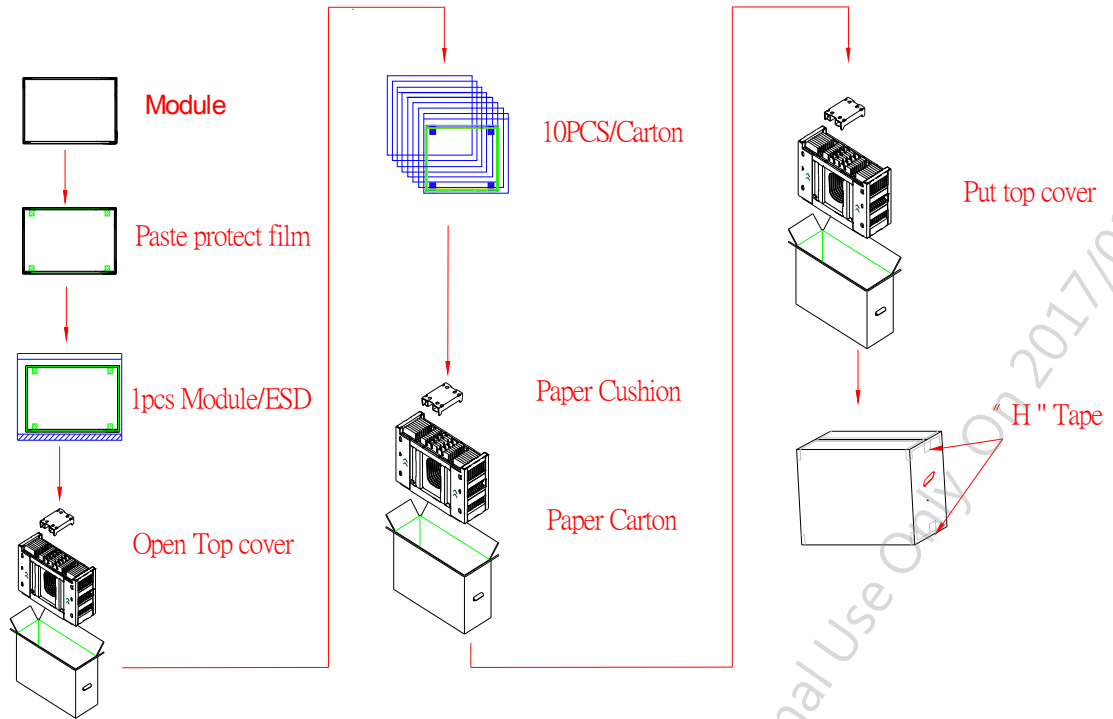 Module
Paste protect film
1pcs Module/ESD
Open Top cover
10PCS/Carton
Paper Cushion
Paper Carton
Put top cover
" H " Tape
nal Use Only On 2017/0